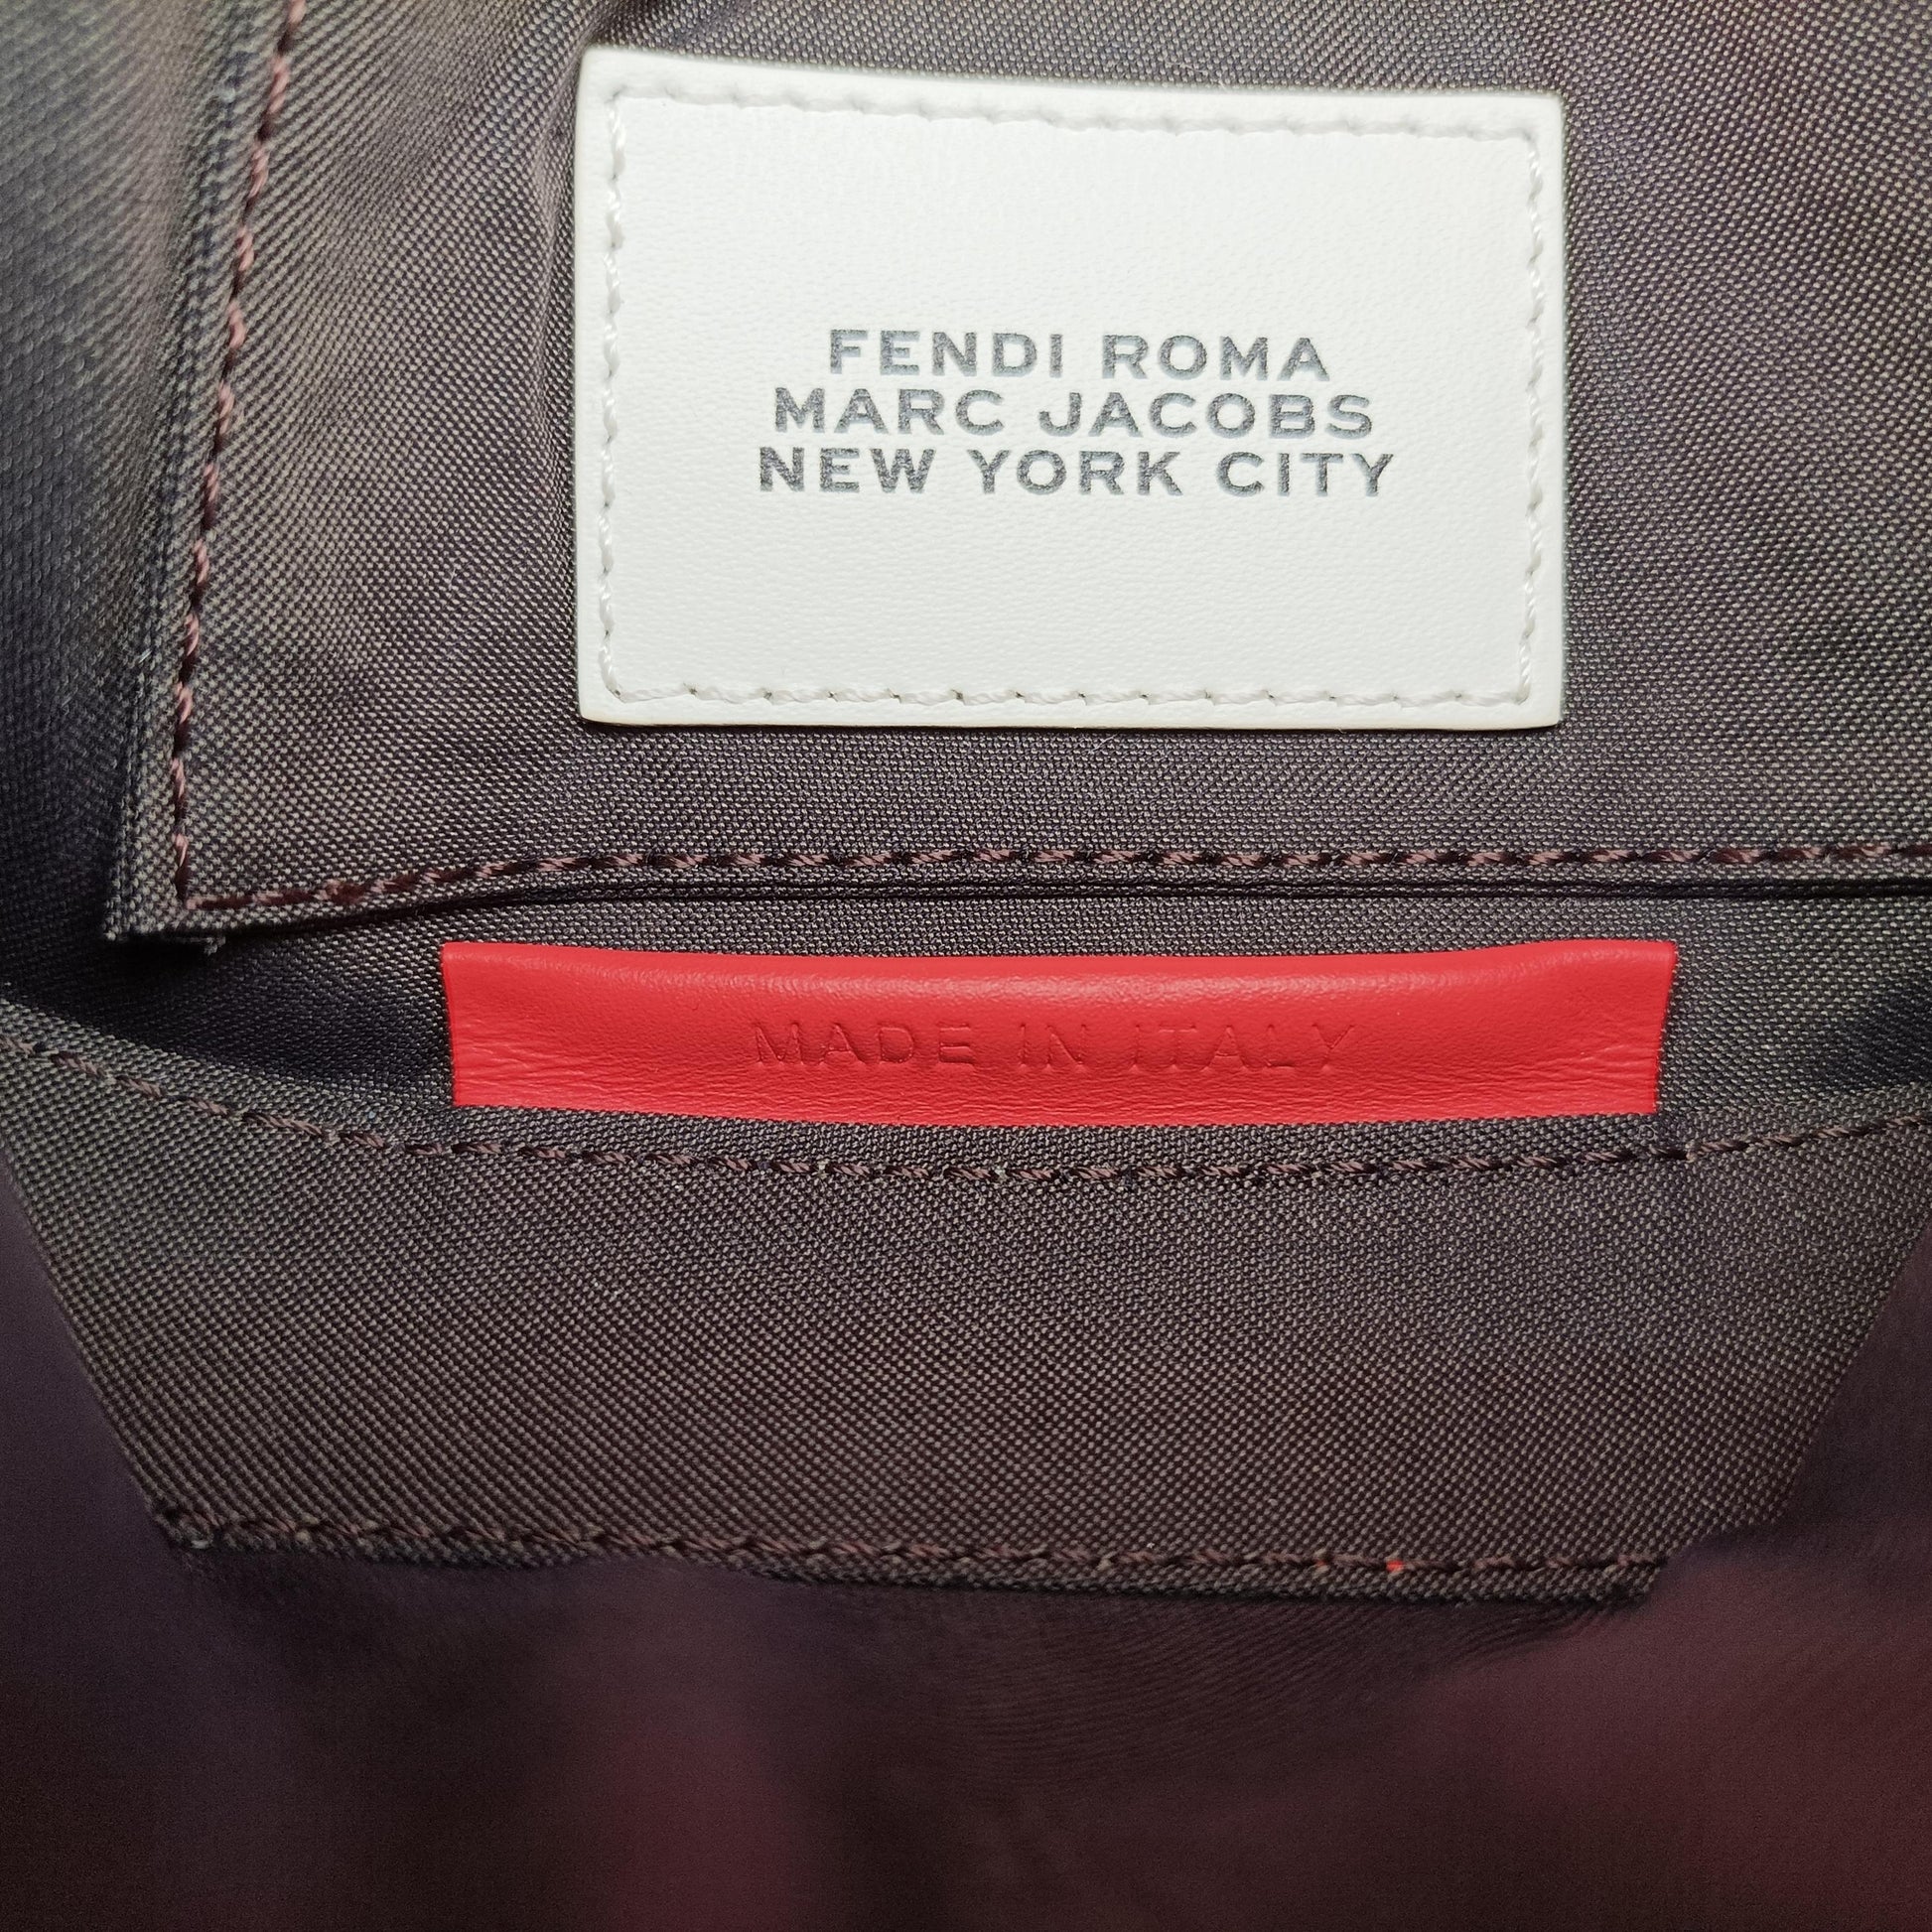 FENDI ROMA
MARC JACOBS
NEW YORK CITY
MADE IN ITALY